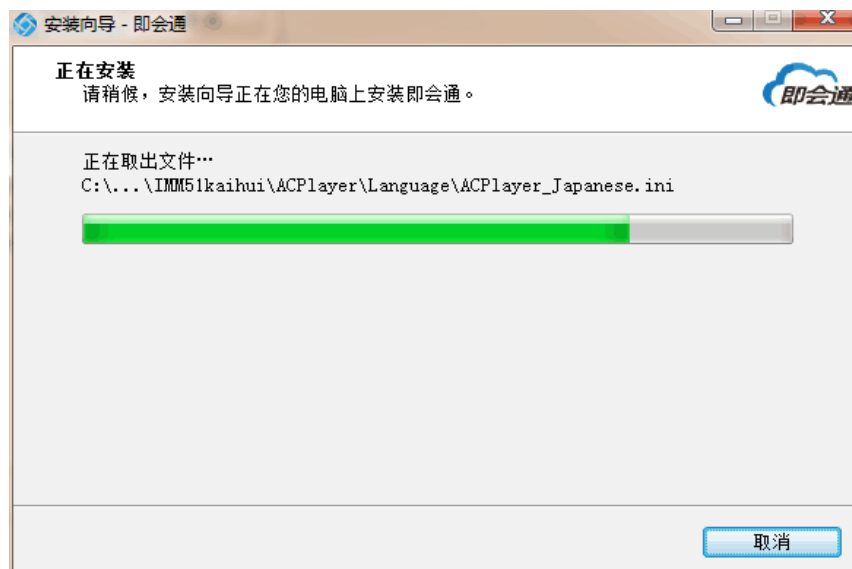 安装向导 - 即会通
正在安装
请稍候，安装向导正在您的电脑上安装即会通。
即会通
正在取出文件…
C:\...\IMM51kaihui\ACPlayer\Language\ACPlayer_Japanese.ini
取消